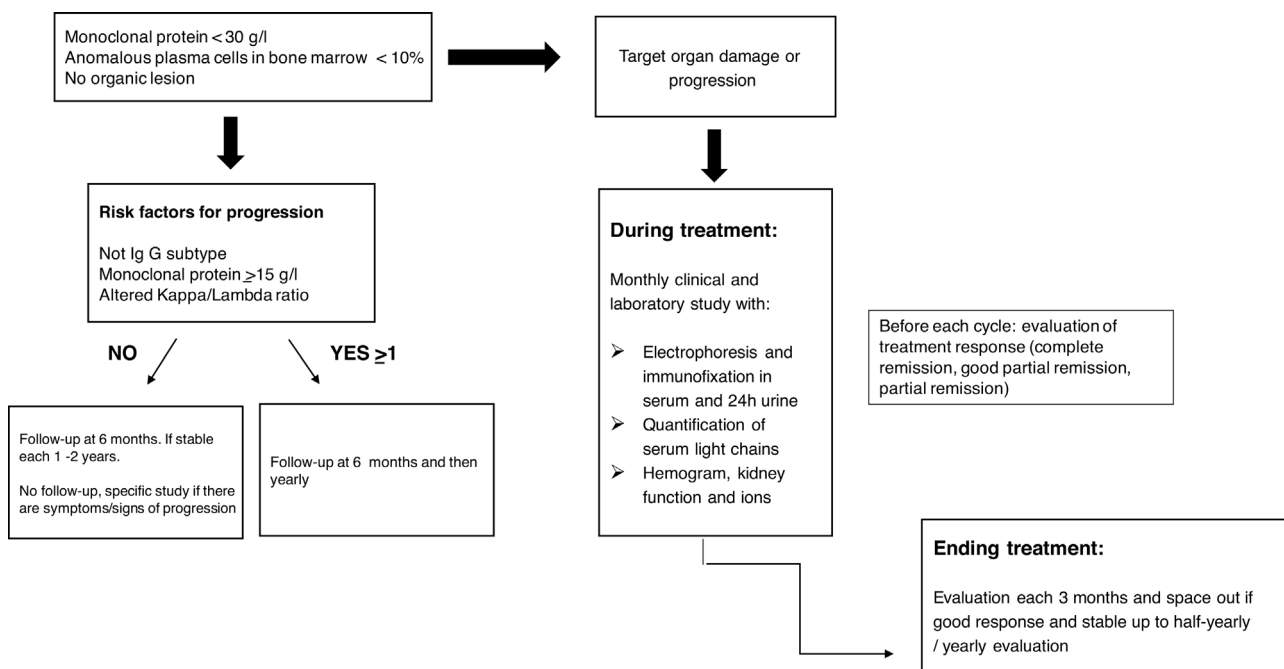 Monoclonal protein < 30 g/l
Anomalous plasma cells in bone marrow < 10%
No organic lesion
Target organ damage or
progression
Risk factors for progression
Not Ig G subtype
Monoclonal protein ≥15 g/l
Altered Kappa/Lambda ratio
NO
YES ≥1
Follow-up at 6 months. If stable
each 1 -2 years.
No follow-up, specific study if there
are symptoms/signs of progression
Follow-up at 6 months and then
yearly
During treatment:
Monthly clinical and
laboratory study with:
➢ Electrophoresis and
immunofixation in
serum and 24h urine
➢ Quantification of
serum light chains
➢ Hemogram, kidney
function and ions
Before each cycle: evaluation of
treatment response (complete
remission, good partial remission,
partial remission)
Ending treatment:
Evaluation each 3 months and space out if
good response and stable up to half-yearly
/ yearly evaluation